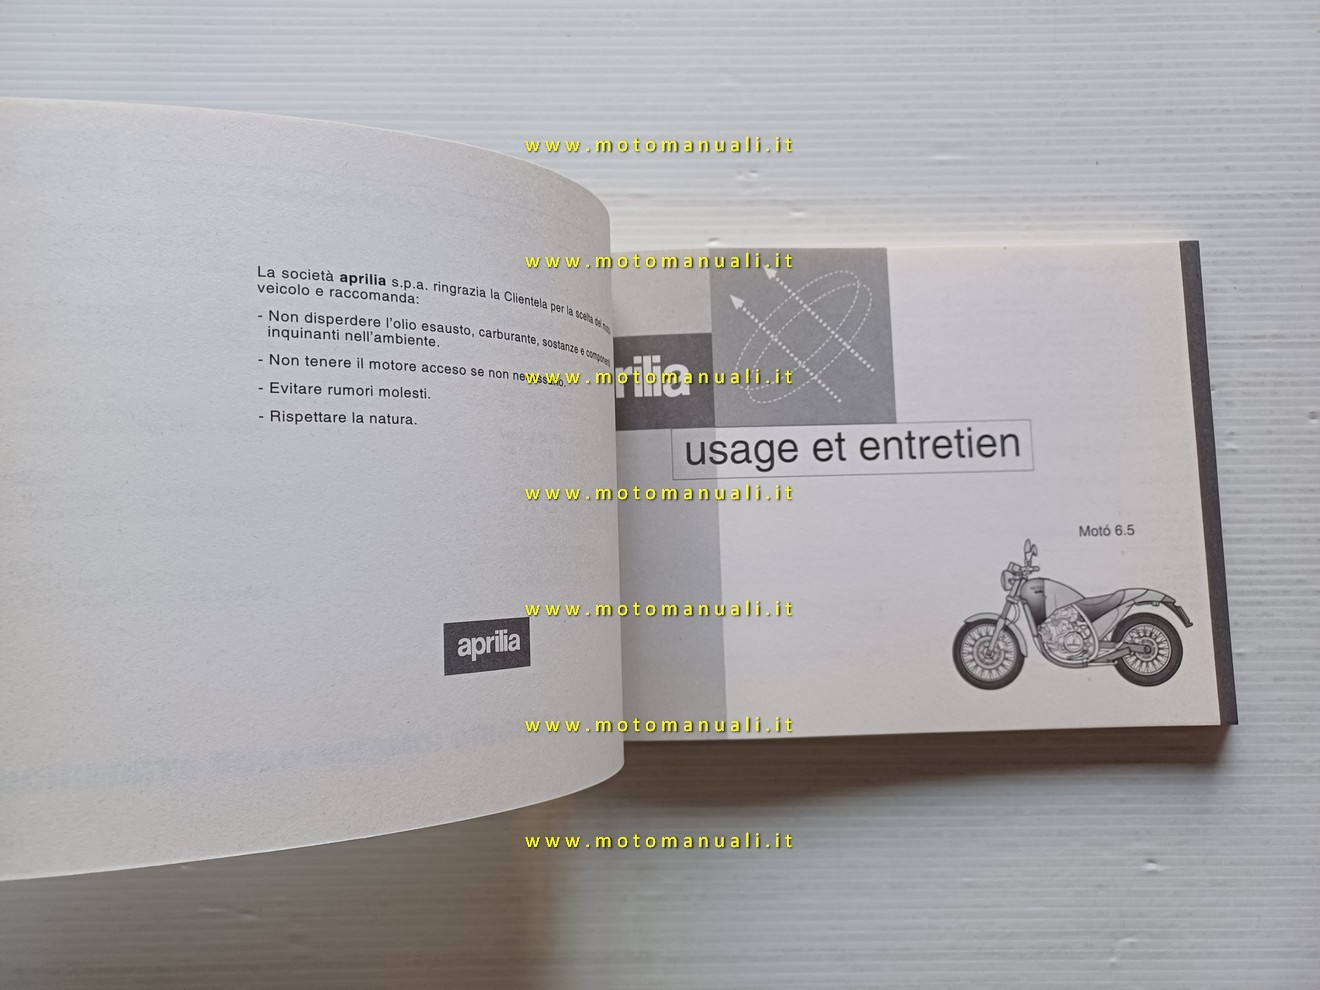 www.motomanuali.it
La società aprilia s.p.a. ringrazia la Clientela per la scelta del
veicolo e raccomanda:
- Non disperdere l'olio esausto, carburante, sostanze e componenti
inquinanti nell'ambiente.
- Non tenere il motore acceso se non
- Evitare rumori molesti.
- Rispettare la natura.
aprilia
www.motomanuali.it
rilia
www.motomanuali.it
usage et entretien
www.motomanuali.it
Motó 6.5
www.motomanuali.it
www.motomanuali.it
www.motomanuali.it